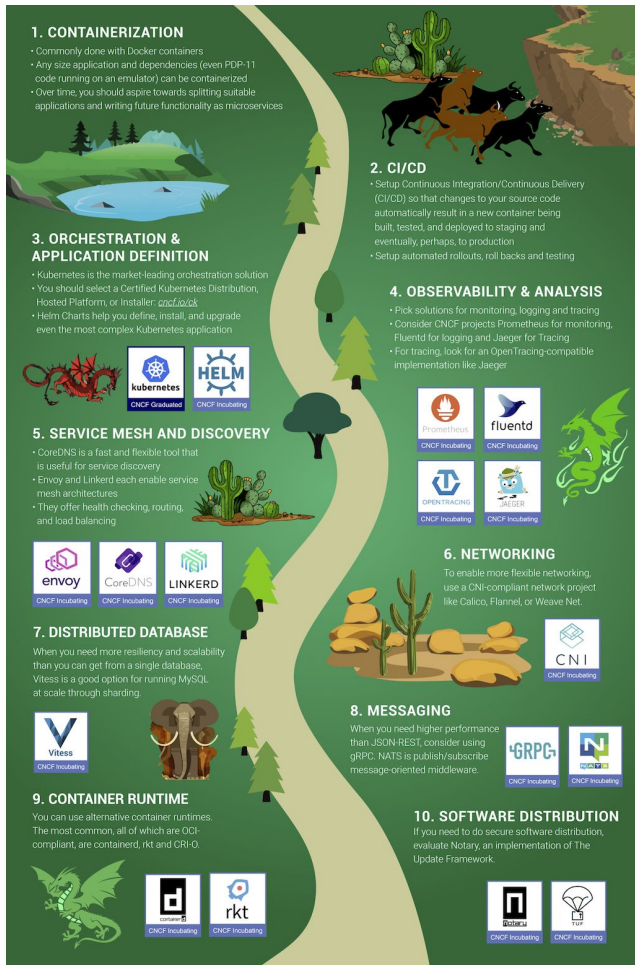 1. CONTAINERIZATION
• Commonly done with Docker containers
• Any size application and dependencies (even PDP-11
code running on an emulator) can be containerized
• Over time, you should aspire towards splitting suitable
applications and writing future functionality as microservices
2. CI/CD
• Setup Continuous Integration/Continuous Delivery
(CI/CD) so that changes to your source code
automatically result in a new container being
built, tested, and deployed to staging and
eventually, perhaps, to production
• Setup automated rollouts, roll backs and testing
3. ORCHESTRATION &
APPLICATION DEFINITION
• Kubernetes is the market-leading orchestration solution
• You should select a Certified Kubernetes Distribution,
Hosted Platform, or Installer: cncf.io/ck
• Helm Charts help you define, install, and upgrade
even the most complex Kubernetes application
kubernetes
CNCF Graduated
HELM
CNCF Incubating
4. OBSERVABILITY & ANALYSIS
• Pick solutions for monitoring, logging and tracing
• Consider CNCF projects Prometheus for monitoring,
Fluentd for logging and Jaeger for Tracing
• For tracing, look for an OpenTracing-compatible
implementation like Jaeger
Prometheus
CNCF Incubating
fluentd
CNCF Incubating
OPENTRACING
CNCF Incubating
JAEGER
CNCF Incubating
5. SERVICE MESH AND DISCOVERY
• CoreDNS is a fast and flexible tool that
is useful for service discovery
• Envoy and Linkerd each enable service
mesh architectures
• They offer health checking, routing,
and load balancing
envoy
CNCF Incubating
CoreDNS
CNCF Incubating
LINKERD
CNCF Incubating
6. NETWORKING
To enable more flexible networking,
use a CNI-compliant network project
like Calico, Flannel, or Weave Net.
CNI
CNCF Incubating
7. DISTRIBUTED DATABASE
When you need more resiliency and scalability
than you can get from a single database,
Vitess is a good option for running MySQL
at scale through sharding.
Vitess
CNCF Incubating
8. MESSAGING
When you need higher performance
than JSON-REST, consider using
gRPC. NATS is publish/subscribe
message-oriented middleware.
GRPC
CNCF Incubating
N
NATS
CNCF Incubating
9. CONTAINER RUNTIME
You can use alternative container runtimes.
The most common, all of which are OCI-
compliant, are containerd, rkt and CRI-O.
d
containerd
CNCF Incubating
rkt
CNCF Incubating
10. SOFTWARE DISTRIBUTION
If you need to do secure software distribution,
evaluate Notary, an implementation of The
Update Framework.
n
notary
CNCF Incubating
TUF
CNCF Incubating